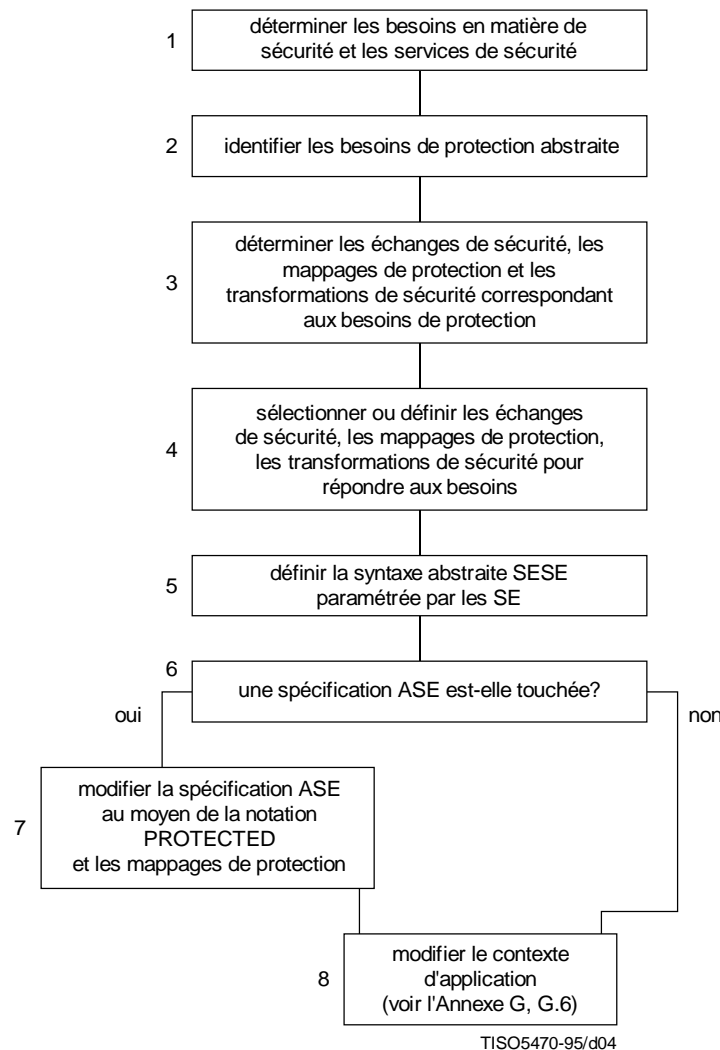 1
déterminer les besoins en matière de
sécurité et les services de sécurité
2
identifier les besoins de protection abstraite
3
déterminer les échanges de sécurité, les
mappages de protection et les
transformations de sécurité correspondant
aux besoins de protection
4
sélectionner ou définir les échanges
de sécurité, les mappages de protection,
les transformations de sécurité pour
répondre aux besoins
5
définir la syntaxe abstraite SESE
paramétrée par les SE
6
une spécification ASE est-elle touchée?
oui
non
7
modifier la spécification ASE
au moyen de la notation
PROTECTED
et les mappages de protection
8
modifier le contexte
d'application
(voir l'Annexe G, G.6)
TISO5470-95/d04